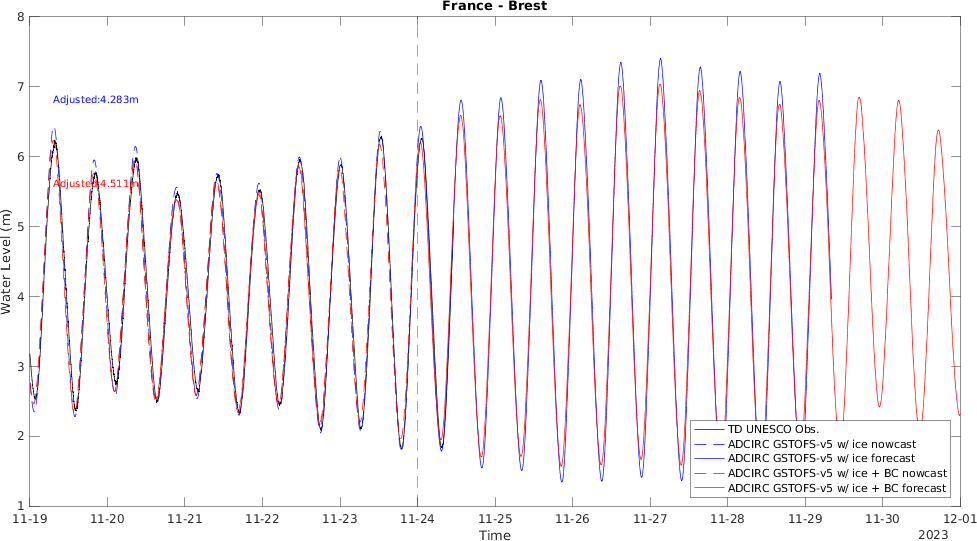 France - Brest
8
7
6
5
4
3
2
1
Water Level (m)
Adjusted:4.283m
Adjusted:4.511m
TD UNESCO Obs.
ADCIRC GSTOFS-v5 w/ ice nowcast
ADCIRC GSTOFS-v5 w/ ice forecast
ADCIRC GSTOFS-v5 w/ ice + BC nowcast
ADCIRC GSTOFS-v5 w/ ice + BC forecast
11-19 11-20 11-21 11-22 11-23 11-24 11-25 11-26 11-27 11-28 11-29 11-30 12-01
Time
2023